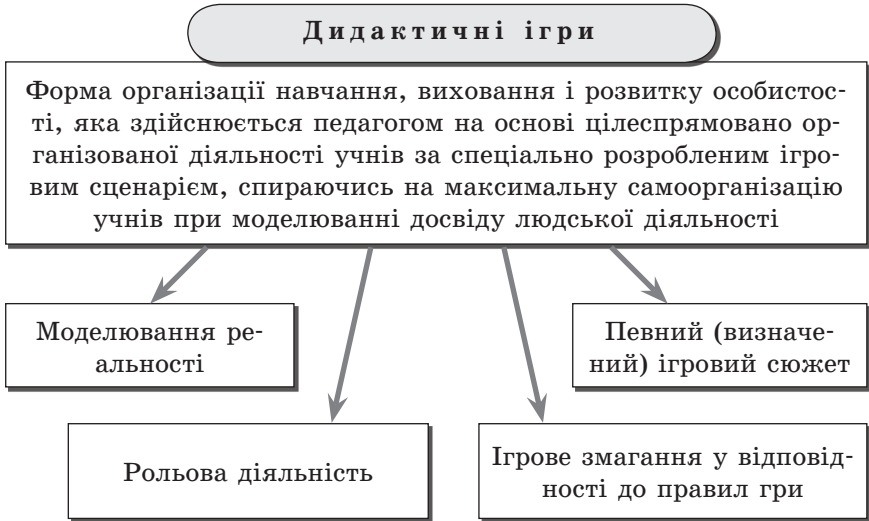 Дидактичні ігри
Форма організації навчання, виховання і розвитку особистос-
ті, яка здійснюється педагогом на основі цілеспрямовано ор-
ганізованої діяльності учнів за спеціально розробленим ігро-
вим сценарієм, спираючись на максимальну самоорганізацію
учнів при моделюванні досвіду людської діяльності
Моделювання ре-
альності
Певний (визначе-
ний) ігровий сюжет
Рольова діяльність
Ігрове змагання у відповід-
ності до правил гри